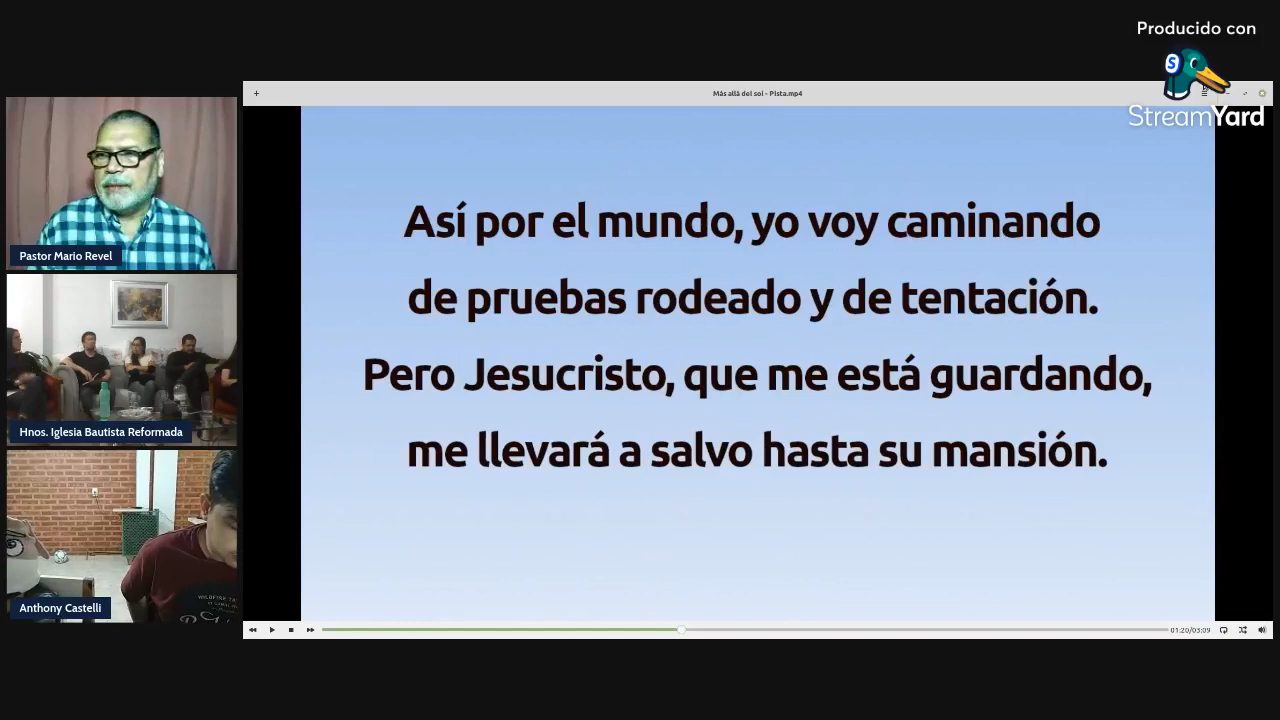 Producido con
StreamYard
Más allá del sol - Pista.mp4
Así por el mundo, yo voy caminando
de pruebas rodeado y de tentación.
Pero Jesucristo, que me está guardando,
me llevará a salvo hasta su mansión.
Pastor Mario Revel
Hnos. Iglesia Bautista Reformada
Anthony Castelli
01:20/03:09